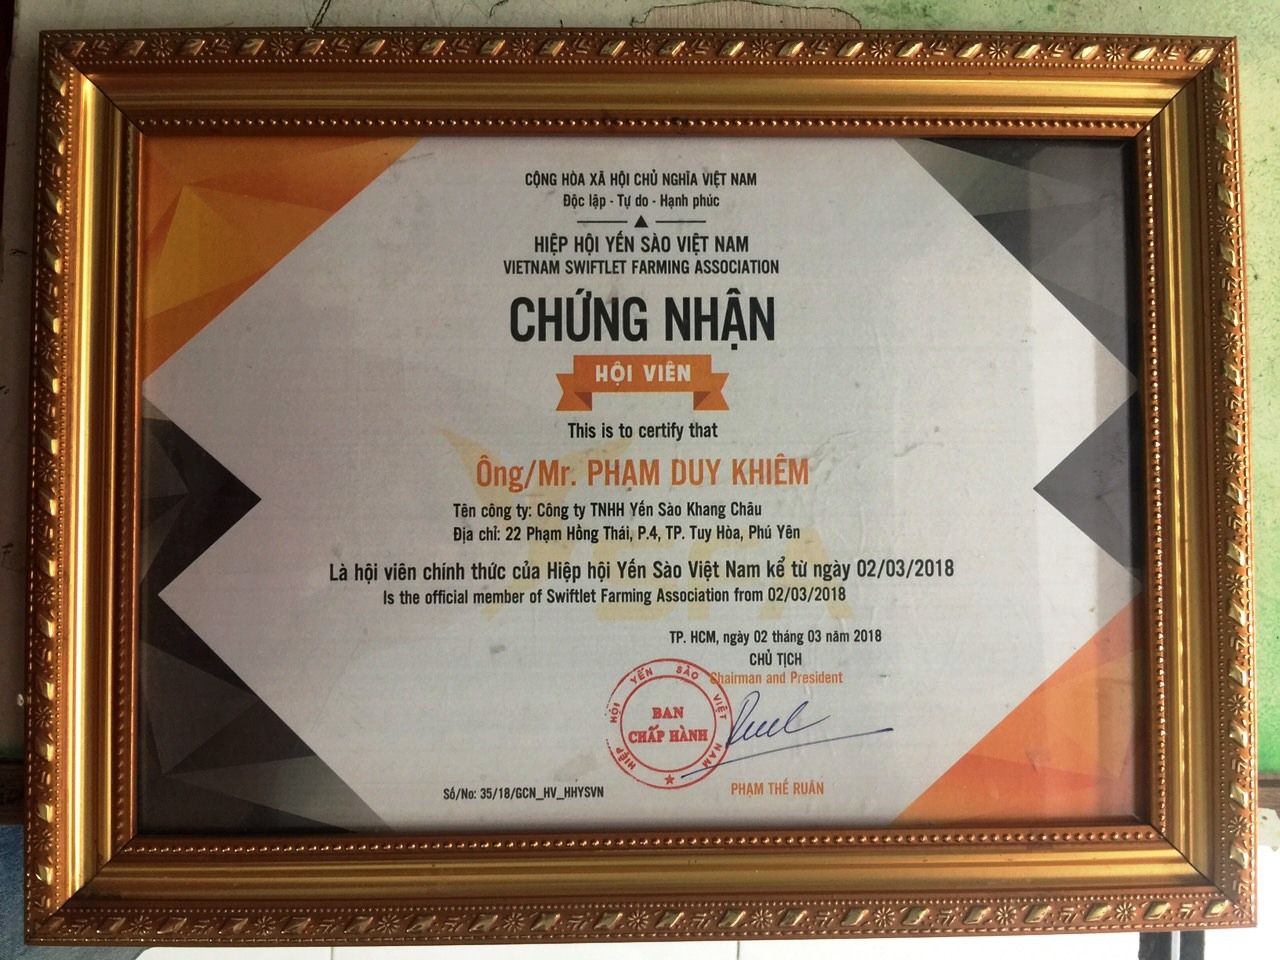 CỘNG HÒA XÃ HỘI CHỦ NGHĨA VIỆT NAM
Độc lập - Tự do - Hạnh phúc
HIỆP HỘI YẾN SÀO VIỆT NAM
VIETNAM SWIFTLET FARMING ASSOCIATION
CHỨNG NHẬN
HỘI VIÊN
This is to certify that
Ông/Mr. PHẠM DUY KHIÊM
Tên công ty: Công ty TNHH Yến Sào Khang Châu
Địa chỉ: 22 Phạm Hồng Thái, P.4, TP. Tuy Hòa, Phú Yên
Là hội viên chính thức của Hiệp hội Yến Sào Việt Nam kể từ ngày 02/03/2018
Is the official member of Swiftlet Farming Association from 02/03/2018
TP. HCM, ngày 02 tháng 03 năm 2018
CHỦ TỊCH
Chairman and President
HIỆP HỘI YẾN SÀO VIỆT NAM
BAN
CHẤP HÀNH
PHẠM THẾ RUÂN
Số/No: 35/18/GCN_HV_HHYSVN